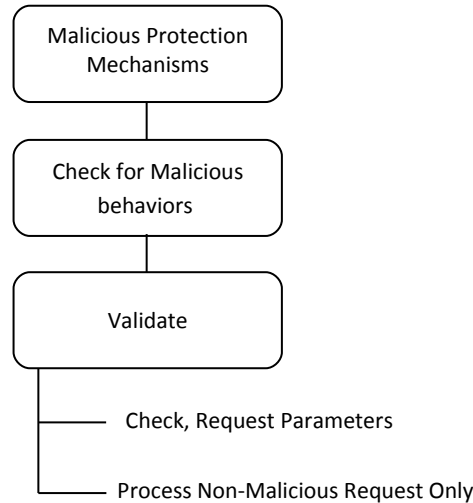 Malicious Protection
Mechanisms
Check for Malicious
behaviors
Validate
Check, Request Parameters
Process Non-Malicious Request Only